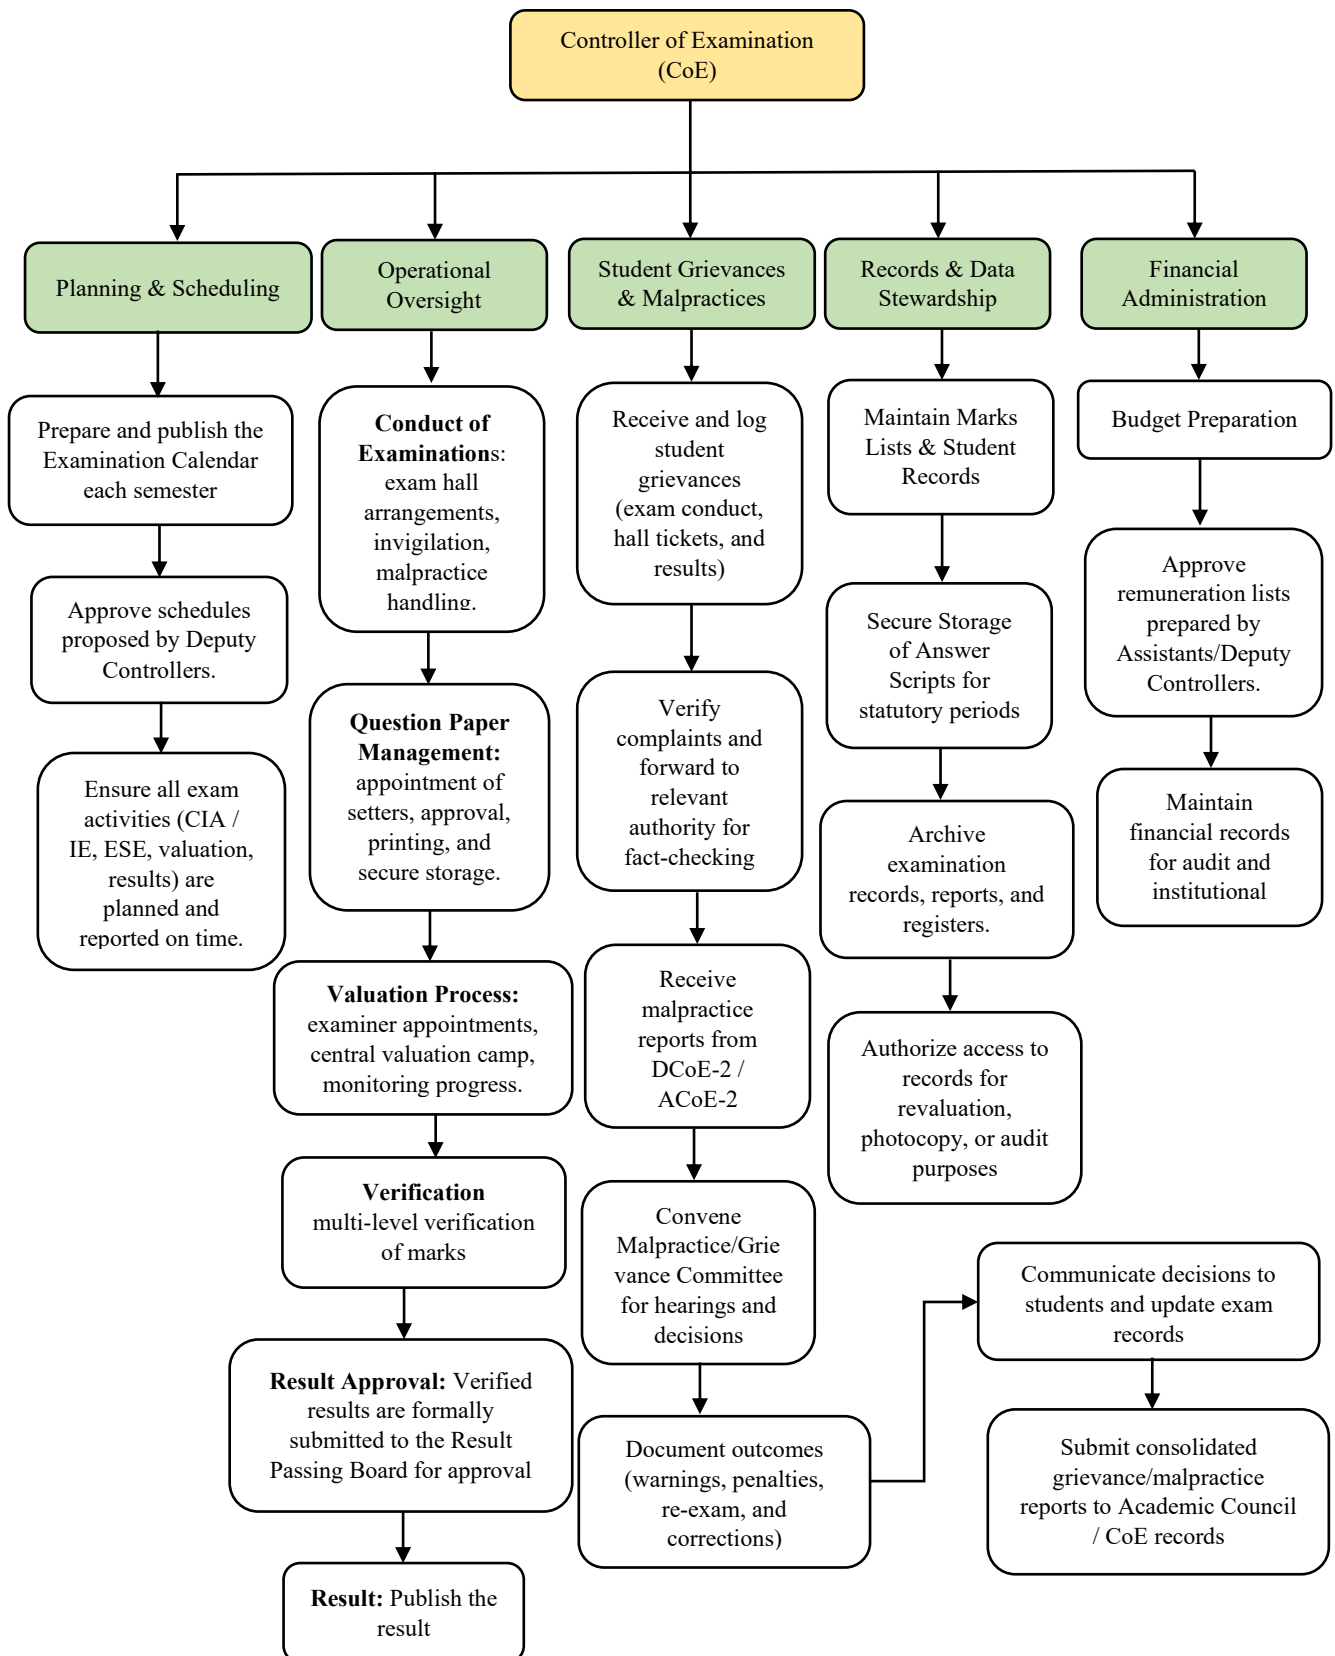 Controller of Examination
(CoE)
Planning & Scheduling
Operational
Oversight
Student Grievances
& Malpractices
Records & Data
Stewardship
Financial
Administration
Prepare and publish the
Examination Calendar
each semester
Approve schedules
proposed by Deputy
Controllers.
Ensure all exam
activities (CIA /
IE, ESE, valuation,
results) are
planned and
reported on time.
Conduct of
Examinations:
exam hall
arrangements,
invigilation,
malpractice
handling.
Question Paper
Management:
appointment of
setters, approval,
printing, and
secure storage.
Valuation Process:
examiner appointments,
central valuation camp,
monitoring progress.
Verification
multi-level verification
of marks
Result Approval: Verified
results are formally
submitted to the Result
Passing Board for approval
Result: Publish the
result
Receive and log
student
grievances
(exam conduct,
hall tickets, and
results)
Verify
complaints and
forward to
relevant
authority for
fact-checking
Receive
malpractice
reports from
DCoE-2 /
ACoE-2
Convene
Malpractice/Grie
vance Committee
for hearings and
decisions
Document outcomes
(warnings, penalties,
re-exam, and
corrections)
Communicate decisions to
students and update exam
records
Submit consolidated
grievance/malpractice
reports to Academic Council
/ CoE records
Maintain Marks
Lists & Student
Records
Secure Storage
of Answer
Scripts for
statutory periods
Archive
examination
records, reports, and
registers.
Authorize access to
records for
revaluation,
photocopy, or audit
purposes
Budget Preparation
Approve
remuneration lists
prepared by
Assistants/Deputy
Controllers.
Maintain
financial records
for audit and
institutional